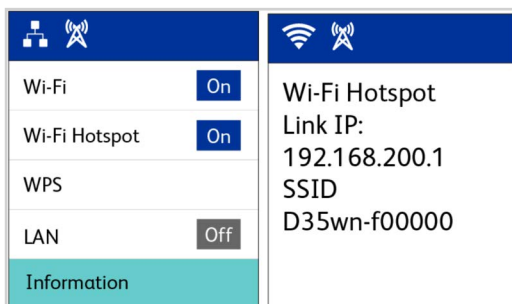 Wi-Fi On
Wi-Fi Hotspot On
WPS
LAN Off
Information
Wi-Fi Hotspot
Link IP:
192.168.200.1
SSID
D35wn-f00000